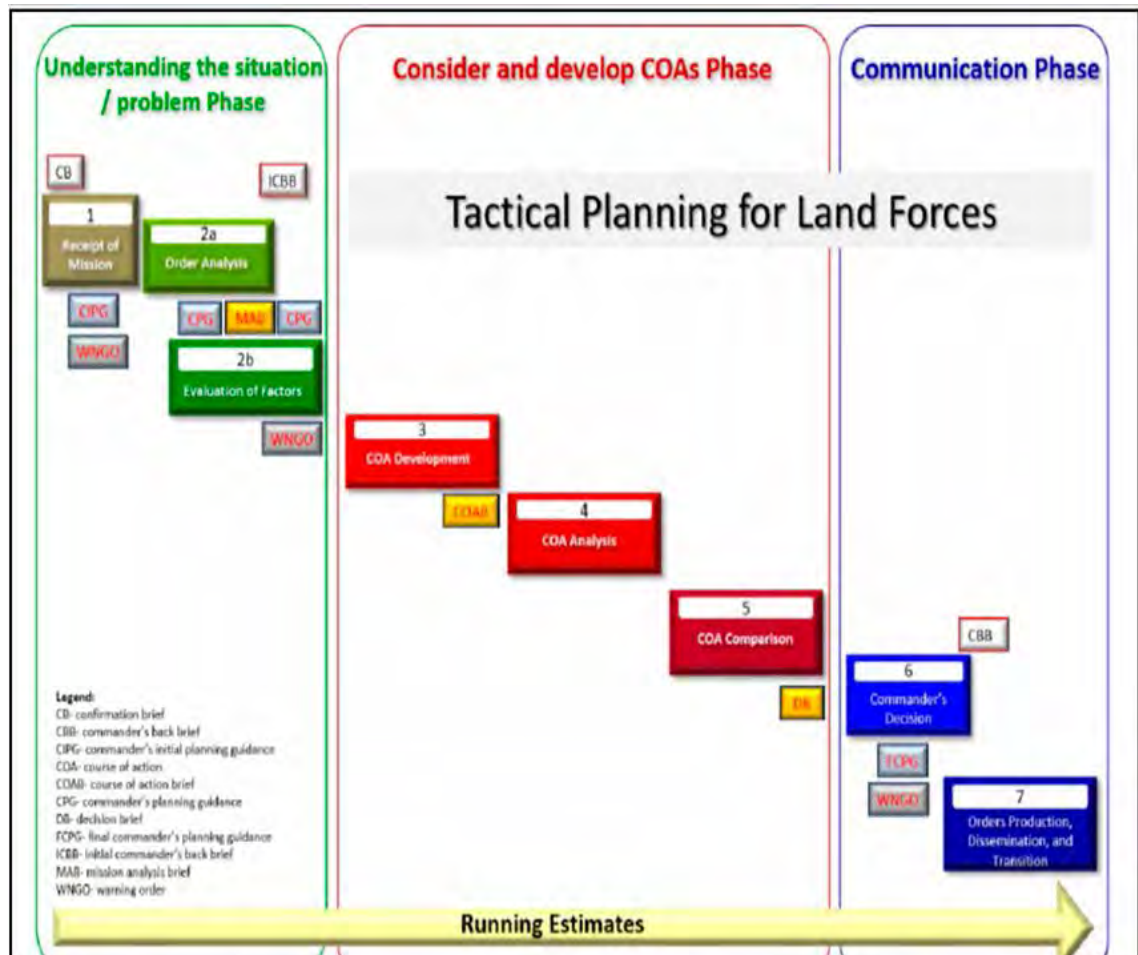 Understanding the situation
/ problem Phase
Consider and develop COAs Phase
Communication Phase
CB
ICBB
Tactical Planning for Land Forces
1
Receipt of
Mission
2a
Order Analysis
CIPG
CPG
MAB
CPG
WNGO
2b
Evaluation of Factors
WNGO
3
COA Development
COAB
4
COA Analysis
5
COA Comparison
DB
CBB
6
Commander's
Decision
FCPG
WNGO
7
Orders Production,
Dissemination, and
Transition
Legend:
CB- confirmation brief
CBB- commander's back brief
CIPG- commander's initial planning guidance
COA- course of action
COAB- course of action brief
CPG- commander's planning guidance
DB- decision brief
FCPG- final commander's planning guidance
ICBB- initial commander's back brief
MAB- mission analysis brief
WNGO- warning order
Running Estimates